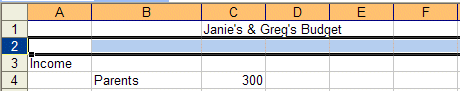 A B C D E F
1 Janie's & Greg's Budget
2
3 Income
4 Parents 300